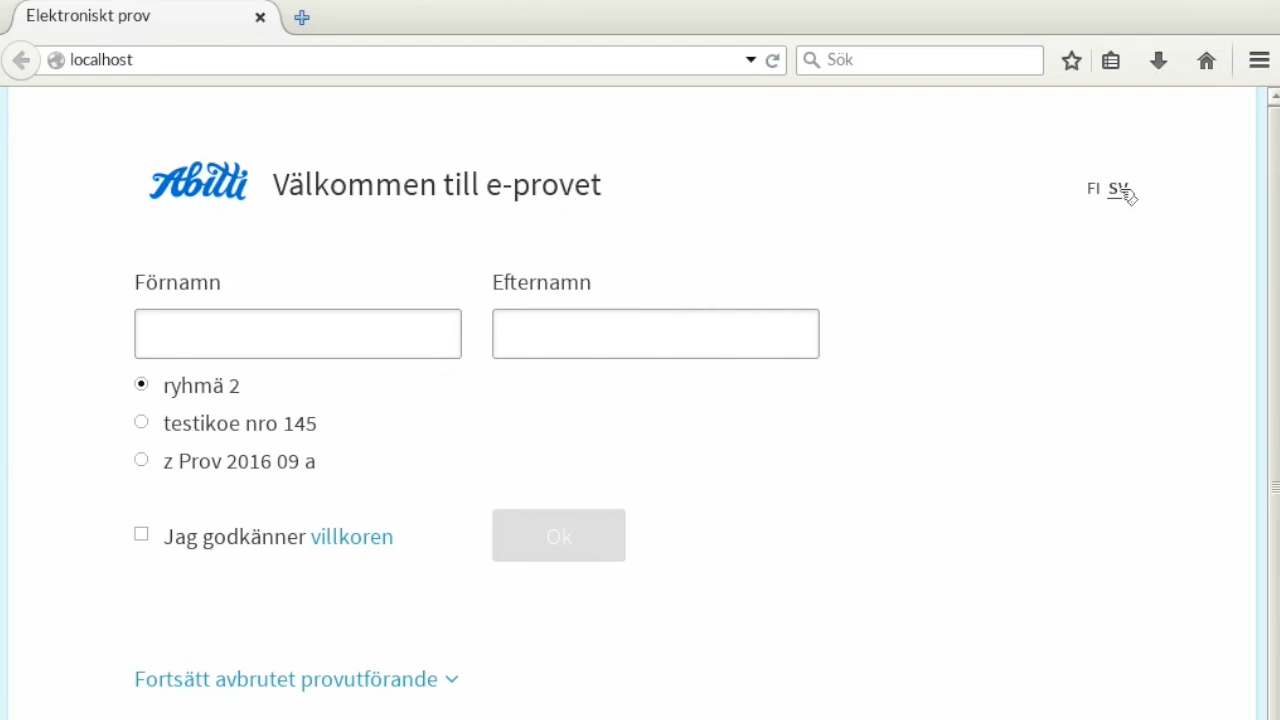 Elektroniskt prov
localhost
Sök
Abitti Välkommen till e-provet
FI SV
Förnamn Efternamn
ryhmä 2
testikoe nro 145
z Prov 2016 09 a
Jag godkänner villkoren
Ok
Fortsätt avbrutet provutförande